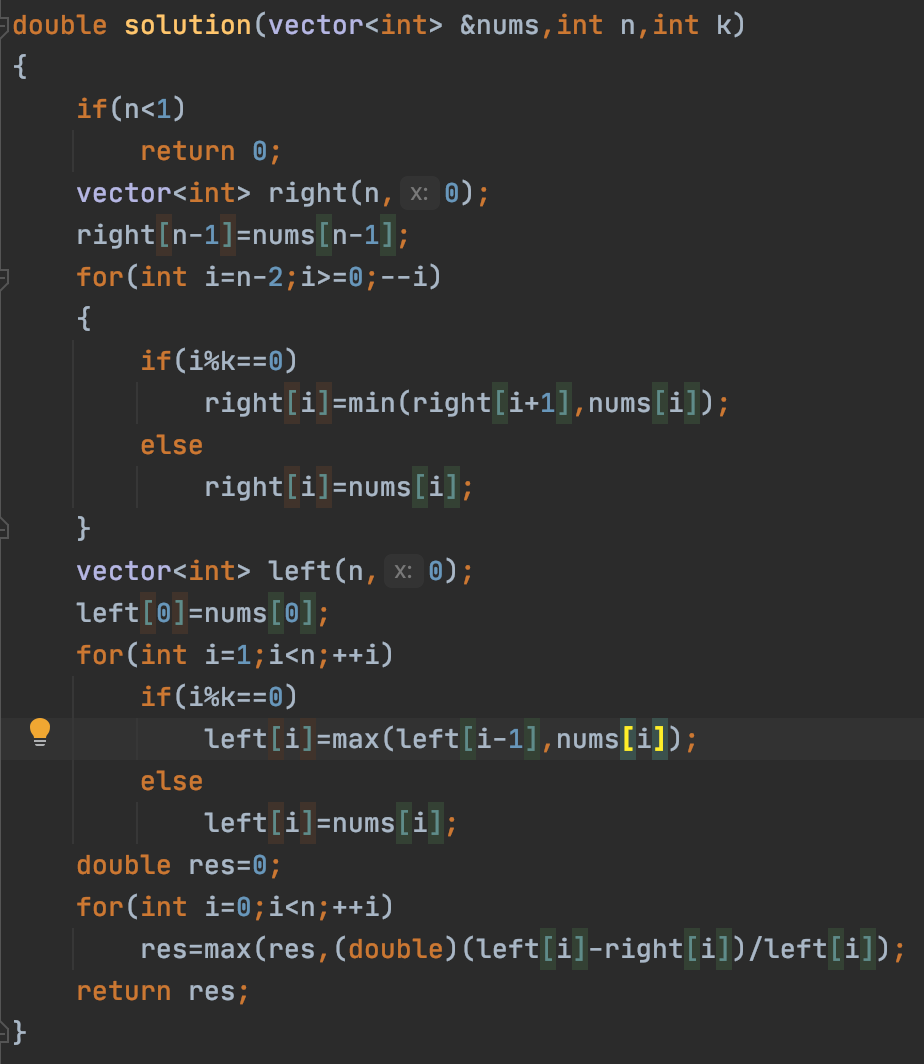 double solution(vector<int> &nums,int n,int k)
{
    if(n<1)
        return 0;
    vector<int> right(n, x: 0);
    right[n-1]=nums[n-1];
    for(int i=n-2;i>=0;--i)
    {
        if(i%k==0)
            right[i]=min(right[i+1],nums[i]);
        else
            right[i]=nums[i];
    }
    vector<int> left(n, x: 0);
    left[0]=nums[0];
    for(int i=1;i<n;++i)
        if(i%k==0)
            left[i]=max(left[i-1],nums[i]);
        else
            left[i]=nums[i];
    double res=0;
    for(int i=0;i<n;++i)
        res=max(res,(double)(left[i]-right[i])/left[i]);
    return res;
}